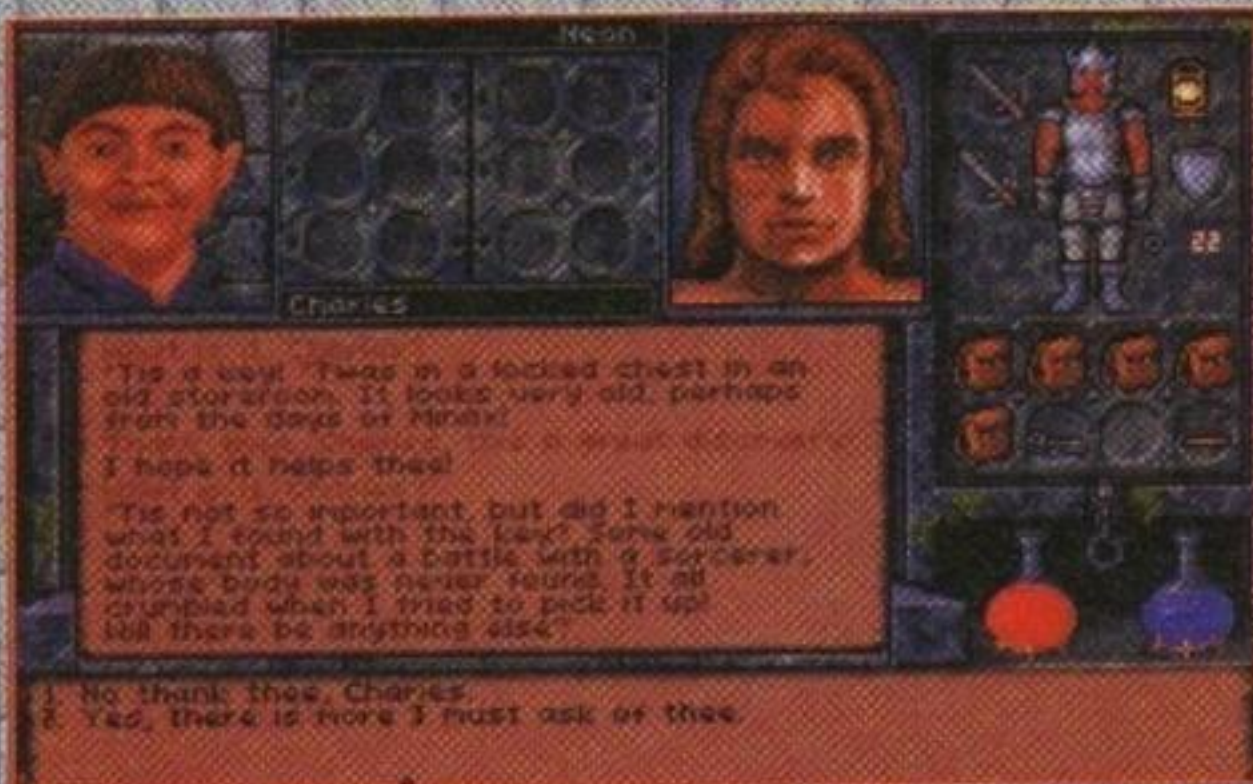 Neon
Charles
22
'Tis a key! 'Twas in a locked chest in an
old storeroom. It looks very old, perhaps
from the days of Minax!
I hope it helps thee!
'Tis not so important, but did I mention
what I found with the key? Some old
document about a battle with a sorcerer,
whose body was never found. It all
crumpled when I tried to pick it up!
Will there be anything else"
1. No thank thee, Charles.
2. Yes, there is more I must ask of thee.